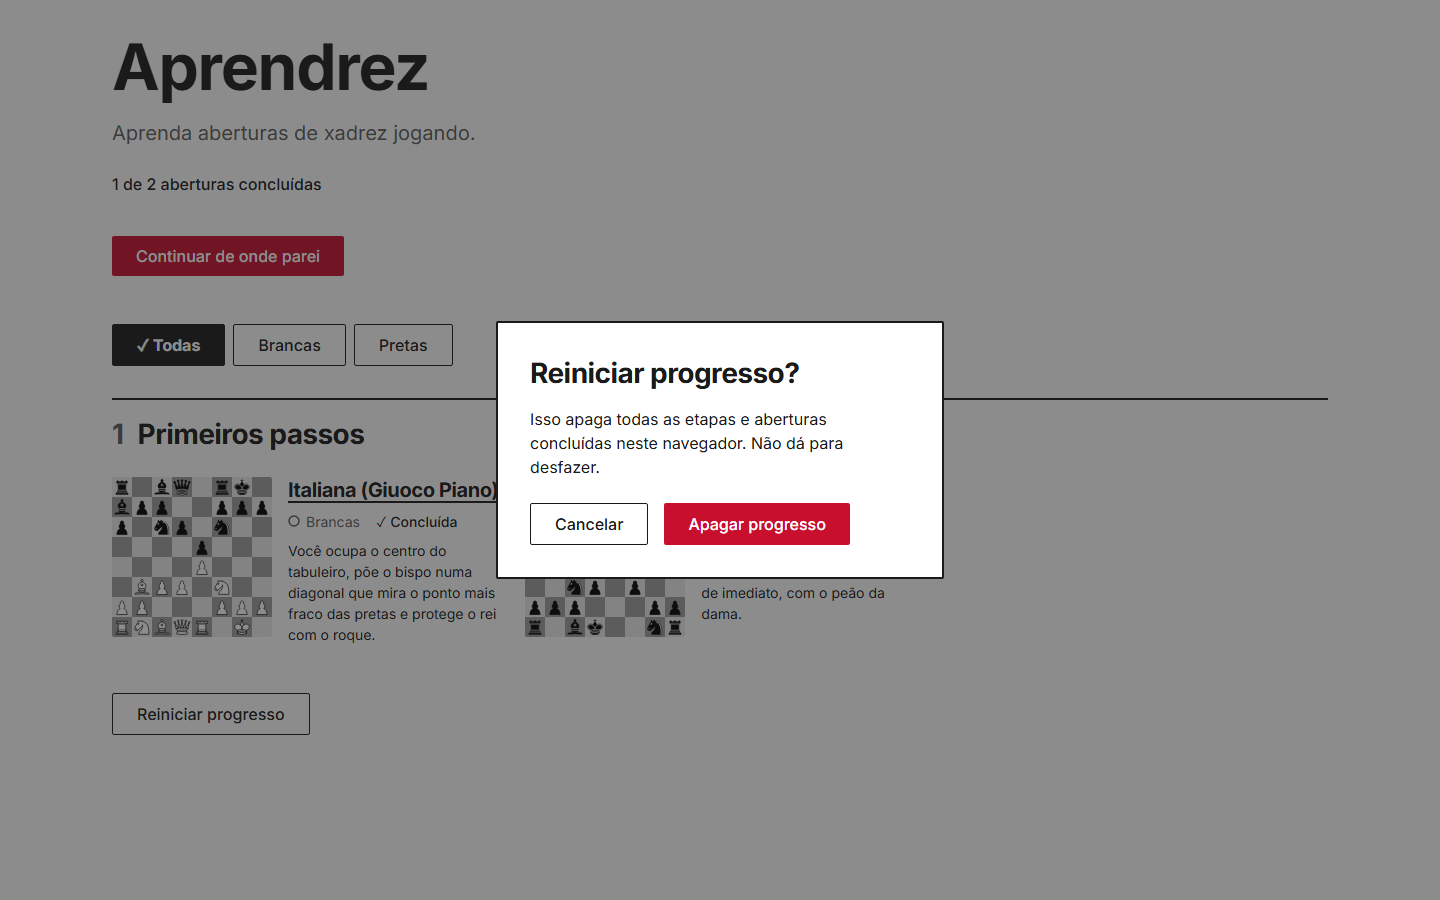 Aprendrez
Aprenda aberturas de xadrez jogando.
1 de 2 aberturas concluídas
Continuar de onde parei
✓ Todas
Brancas
Pretas
1 Primeiros passos
Italiana (Giuoco Piano)
Brancas ✓ Concluída
Você ocupa o centro do
tabuleiro, põe o bispo numa
diagonal que mira o ponto mais
fraco das pretas e protege o rei
com o roque.
de imediato, com o peão da
dama.
Reiniciar progresso
Reiniciar progresso?
Isso apaga todas as etapas e aberturas
concluídas neste navegador. Não dá para
desfazer.
Cancelar
Apagar progresso